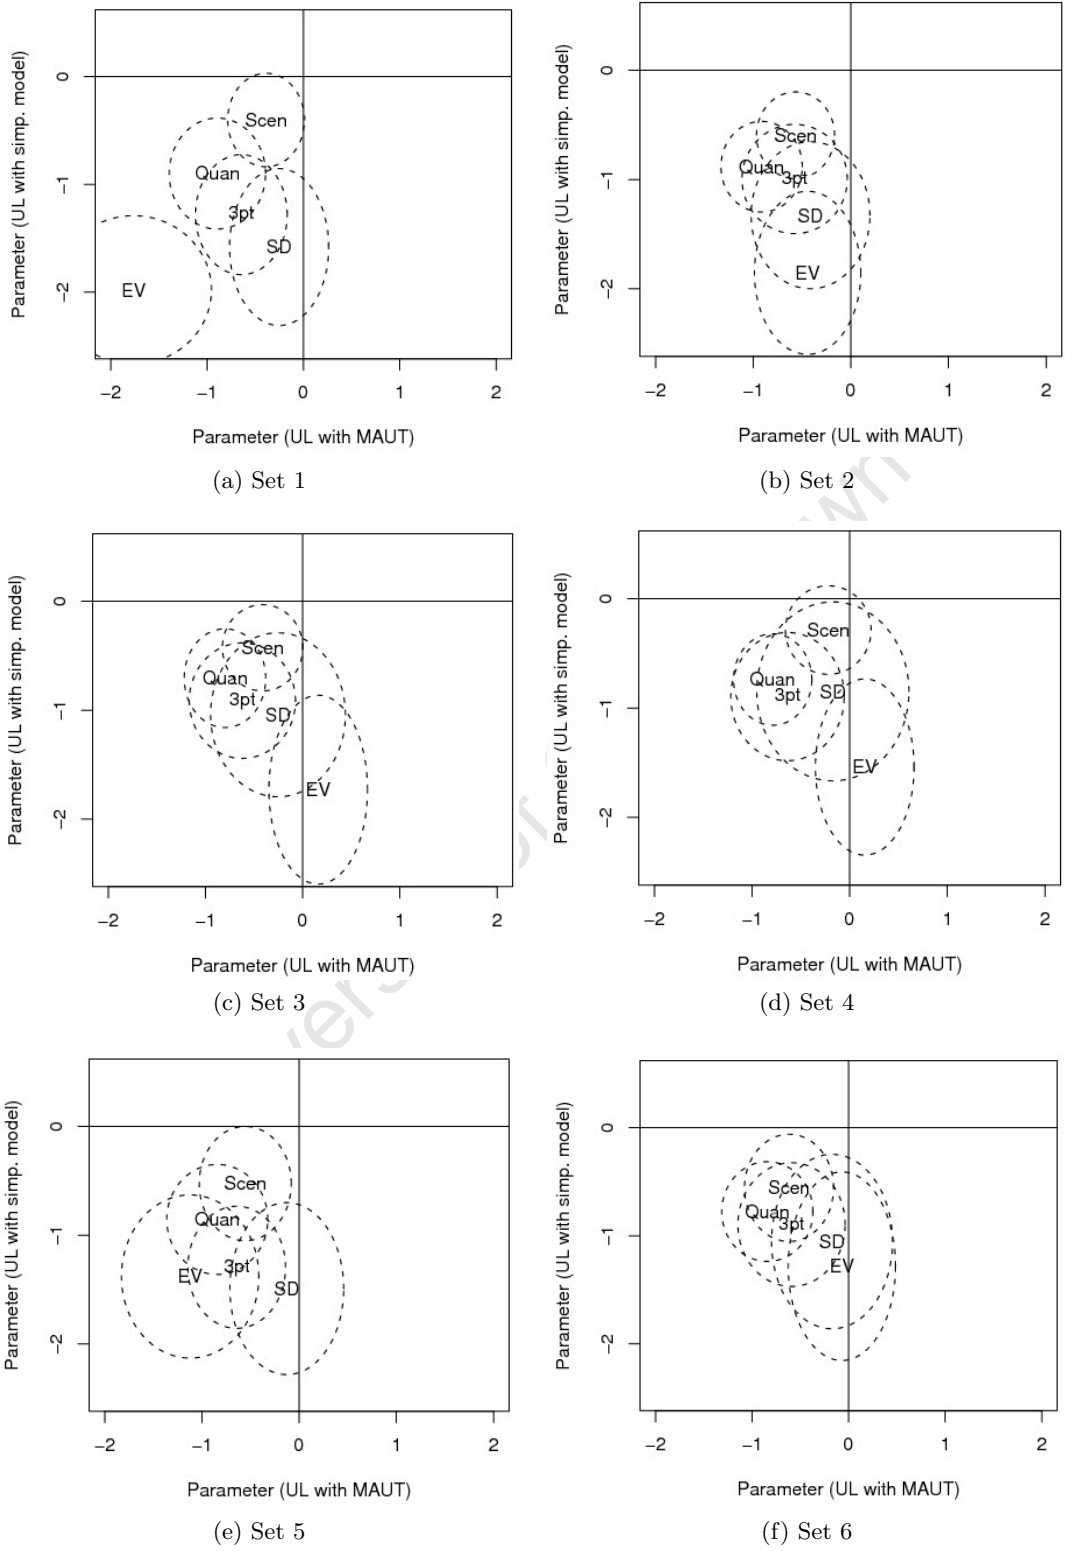 Parameter (UL with simp. model)
0
−1
−2
Scen
Quan
3pt
SD
EV
−2 −1 0 1 2
Parameter (UL with MAUT)
(a) Set 1
Parameter (UL with simp. model)
0
−1
−2
Scen
Quan
3pt
SD
EV
−2 −1 0 1 2
Parameter (UL with MAUT)
(b) Set 2
Parameter (UL with simp. model)
0
−1
−2
Scen
Quan
3pt
SD
EV
−2 −1 0 1 2
Parameter (UL with MAUT)
(c) Set 3
Parameter (UL with simp. model)
0
−1
−2
Scen
Quan
3pt
SD
EV
−2 −1 0 1 2
Parameter (UL with MAUT)
(d) Set 4
Parameter (UL with simp. model)
0
−1
−2
Scen
Quan
3pt
EV
SD
−2 −1 0 1 2
Parameter (UL with MAUT)
(e) Set 5
Parameter (UL with simp. model)
0
−1
−2
Scen
Quan
3pt
SD
EV
−2 −1 0 1 2
Parameter (UL with MAUT)
(f) Set 6